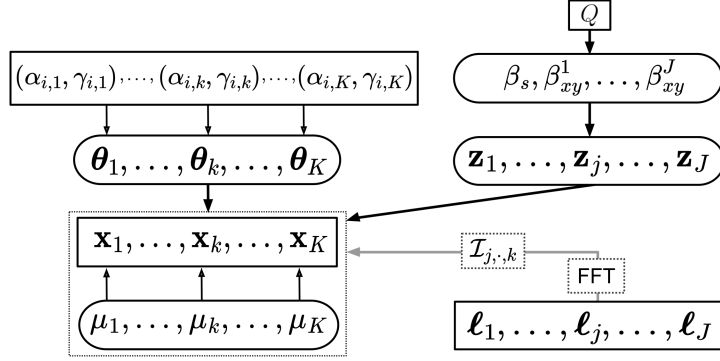 Q
(α_{i,1}, γ_{i,1}),...,(α_{i,k}, γ_{i,k}),...,(α_{i,K}, γ_{i,K})
β_s, β_{xy}^1, ..., β_{xy}^J
θ_1, ..., θ_k, ..., θ_K
z_1, ..., z_j, ..., z_J
x_1, ..., x_k, ..., x_K
I_{j,·,k}
FFT
μ_1, ..., μ_k, ..., μ_K
ℓ_1, ..., ℓ_j, ..., ℓ_J